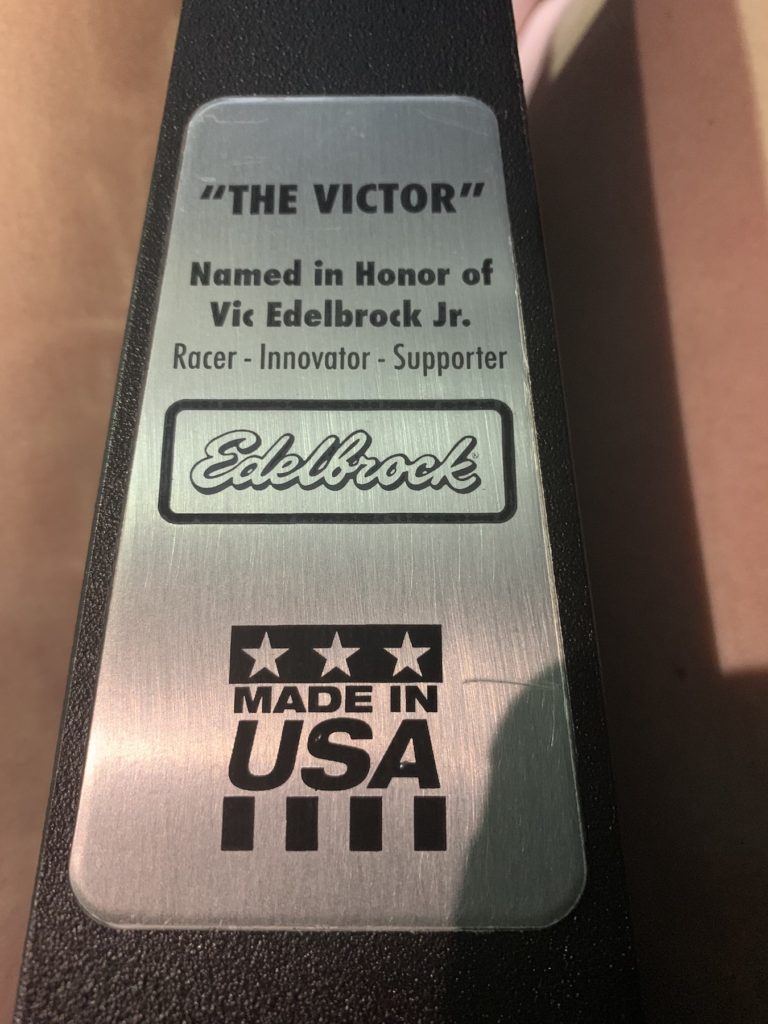 "THE VICTOR"
Named in Honor of
Vic Edelbrock Jr.
Racer - Innovator - Supporter
Edelbrock®
MADE IN
USA